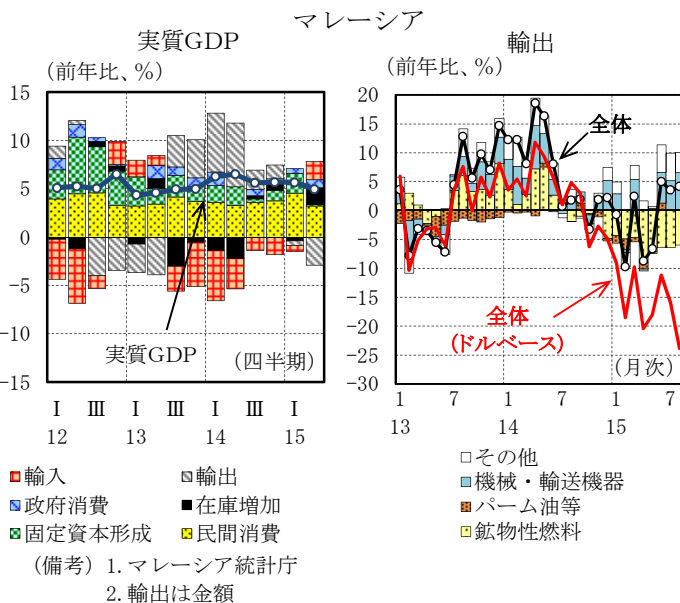 マレーシア
実質GDP
(前年比、%)
15
10
5
0
−5
−10
−15
実質GDP
(四半期)
Ⅰ Ⅲ Ⅰ Ⅲ Ⅰ Ⅲ Ⅰ
12 13 14 15
輸入 輸出
政府消費 在庫増加
固定資本形成 民間消費
輸出
(前年比、%)
20
15
10
5
0
−5
−10
−15
−20
−25
−30
全体
全体
(ドルベース)
(月次)
1 7 1 7 1 7
13 14 15
その他
機械・輸送機器
パーム油等
鉱物性燃料
(備考) 1. マレーシア統計庁
2. 輸出は金額